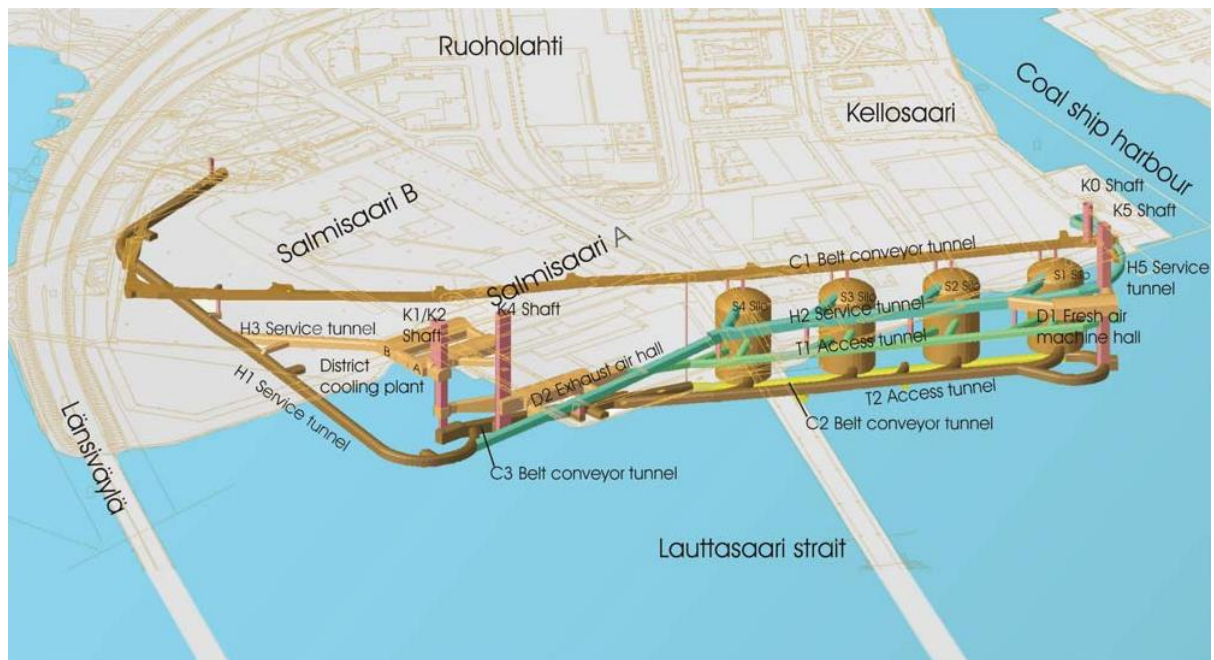 Ruoholahti
Kellosaari
Coal ship harbour
K0 Shaft
K5 Shaft
Salmisaari B
Salmisaari A
C1 Belt conveyor tunnel
H5 Service
tunnel
S4 Silo
S3 Silo
S2 Silo
S1 Silo
H2 Service tunnel
K1/K2
Shaft
K4 Shaft
H3 Service tunnel
T1 Access tunnel
D1 Fresh air
machine hall
B
A
District
cooling plant
D2 Exhaust air hall
H1 Service tunnel
T2 Access tunnel
C2 Belt conveyor tunnel
C3 Belt conveyor tunnel
Länsiväylä
Lauttasaari strait